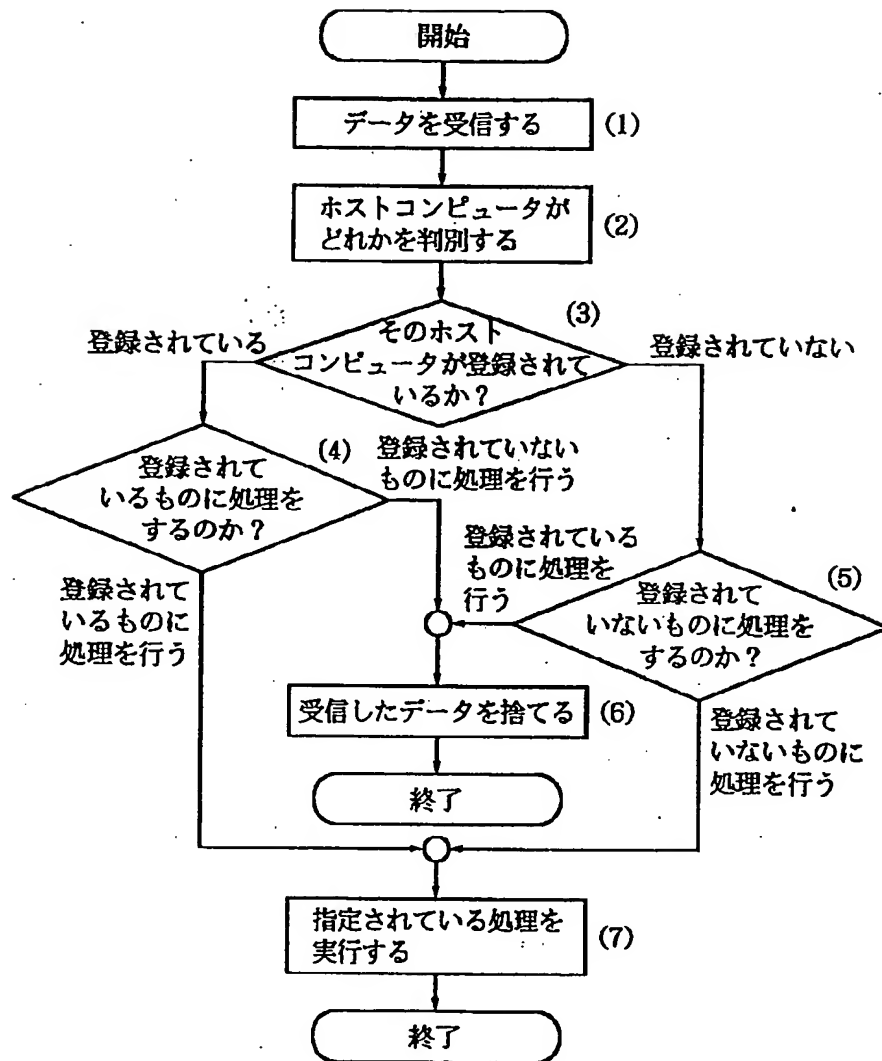 開始
データを受信する
(1)
ホストコンピュータが
どれかを判別する
(2)
(3)
そのホスト
コンピュータが登録されて
いるか?
登録されている
登録されていない
(4)
登録されて
いるものに処理を
するのか?
登録されていない
ものに処理を行う
登録されている
ものに処理を
行う
(5)
登録されて
いないものに処理を
するのか?
登録されて
いるものに
処理を行う
受信したデータを捨てる
(6)
登録されて
いないものに
処理を行う
終了
指定されている処理を
実行する
(7)
終了